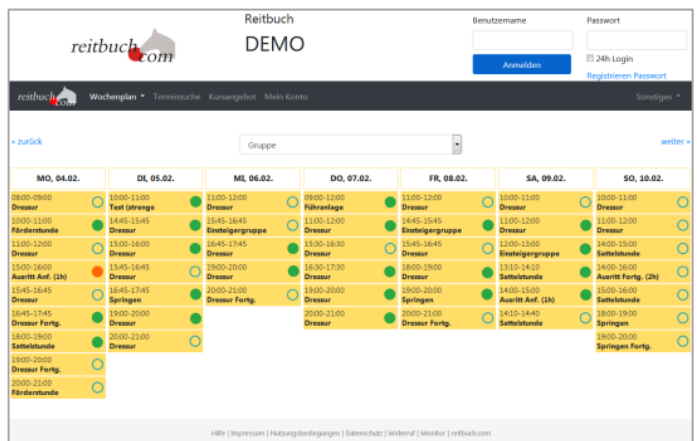 reitbuch.com
Reitbuch
DEMO
Benutzername
Passwort
Anmelden
24h Login
Registrieren Passwort
reitbuch.com Wochenplan Terminsuche Kursangebot Mein Konto Sonstiges
« zurück
Gruppe
weiter »
MO, 04.02.
08:00-09:00
Dressur
10:00-11:00
Förderstunde
11:00-12:00
Dressur
15:00-16:00
Ausritt Anf. (1h)
15:45-16:45
Dressur
16:45-17:45
Dressur Fortg.
18:00-19:00
Sattelstunde
19:00-20:00
Dressur Fortg.
20:00-21:00
Förderstunde
DI, 05.02.
10:00-11:00
Test (strenge
14:45-15:45
Dressur
15:00-16:00
Dressur
15:45-16:45
Dressur
16:45-17:45
Springen
19:00-20:00
Dressur
20:00-21:00
Dressur
MI, 06.02.
11:00-12:00
Dressur
15:45-16:45
Einsteigergruppe
16:45-17:45
Dressur
19:00-20:00
Dressur
20:00-21:00
Dressur Fortg.
DO, 07.02.
09:00-12:00
Führanlage
11:00-12:00
Dressur
15:30-16:30
Dressur
16:30-17:30
Dressur
19:00-20:00
Dressur
20:00-21:00
Dressur
FR, 08.02.
11:00-12:00
Dressur
14:45-15:45
Einsteigergruppe
15:45-16:45
Dressur
18:00-19:00
Dressur
19:00-20:00
Springen
20:00-21:00
Dressur Fortg.
SA, 09.02.
10:00-11:00
Dressur
11:00-12:00
Dressur
12:00-13:00
Einsteigergruppe
13:10-14:10
Sattelstunde
14:00-15:00
Ausritt Anf. (1h)
14:10-14:40
Sattelstunde
SO, 10.02.
10:00-11:00
Dressur
11:00-12:00
Dressur
14:00-15:00
Sattelstunde
14:00-16:00
Ausritt Fortg. (2h)
15:00-16:00
Sattelstunde
18:00-19:00
Springen
19:00-20:00
Springen Fortg.
Hilfe | Impressum | Nutzungsbedingungen | Datenschutz | Widerruf | Monitor | reitbuch.com